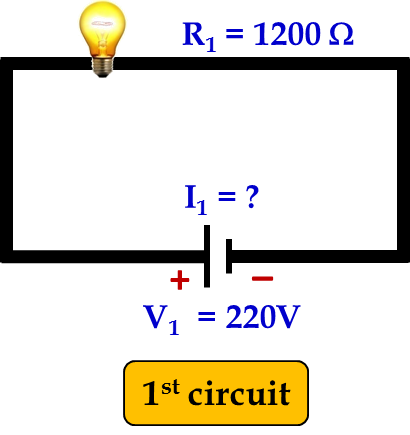 R₁ = 1200 Ω
I₁ = ?
+ −
V₁ = 220V
1ˢᵗ circuit